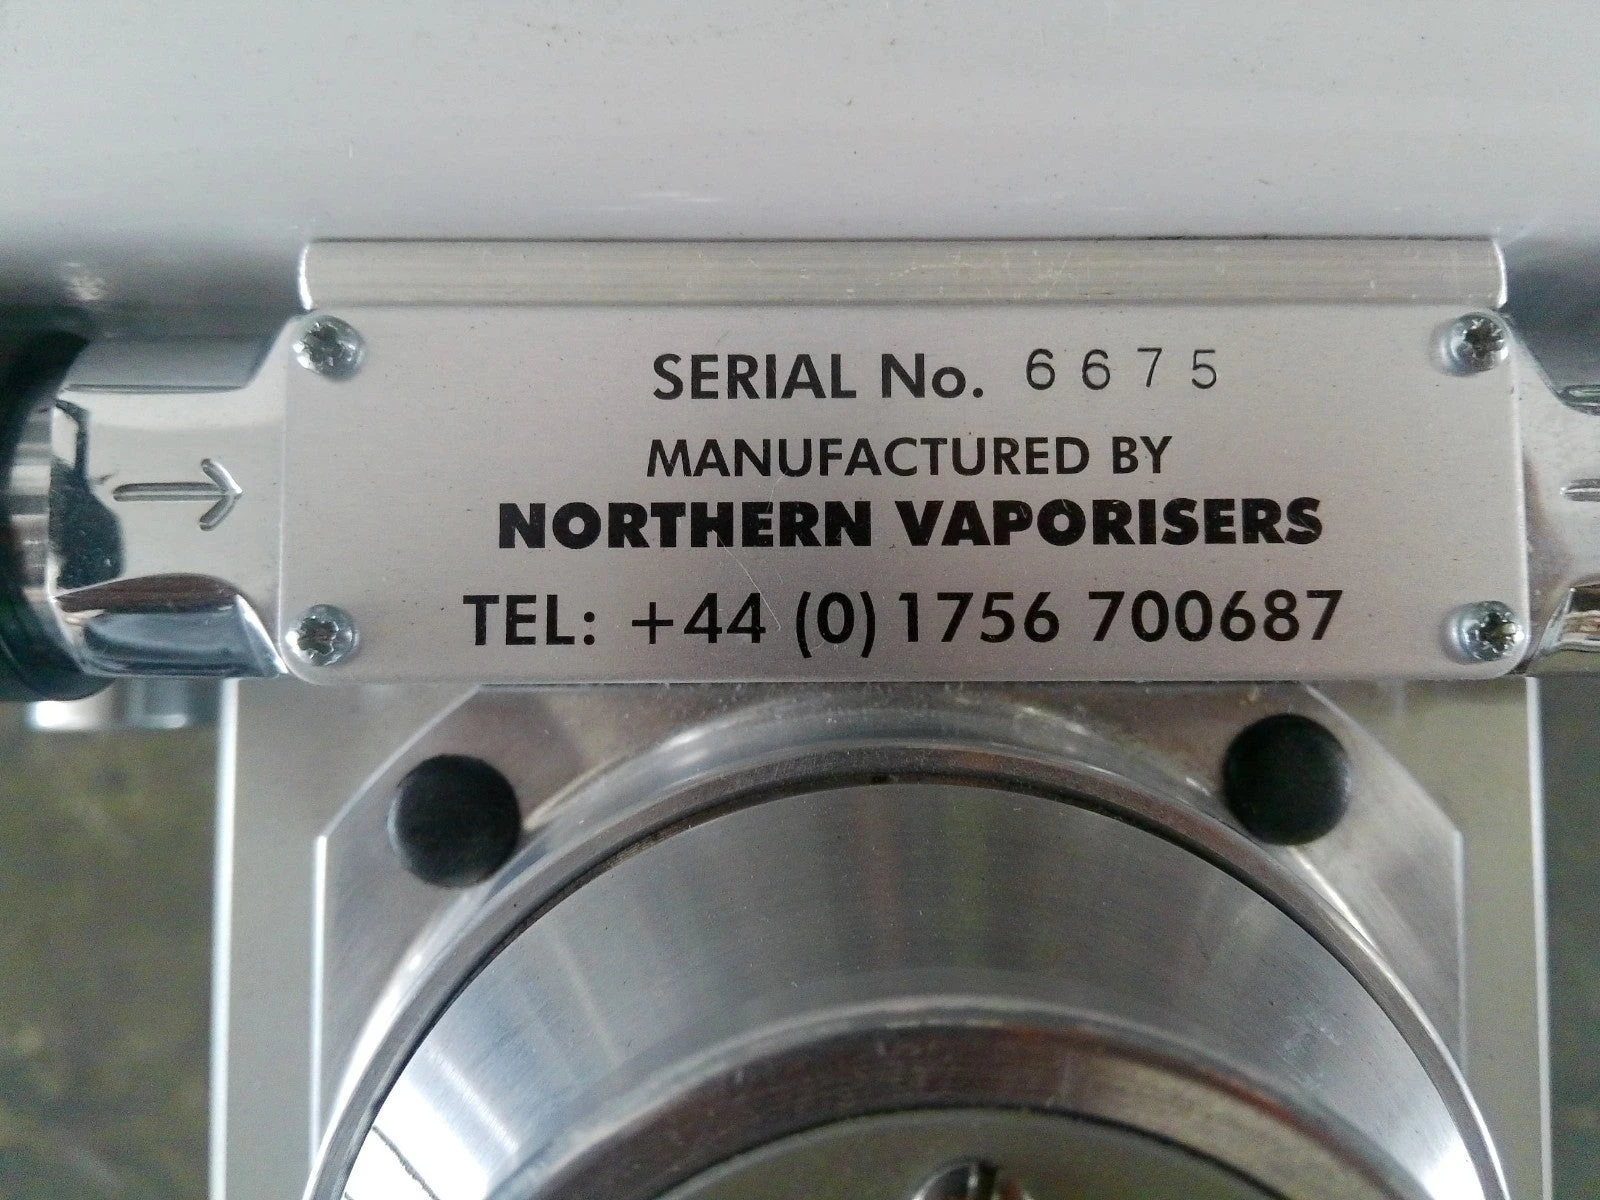 SERIAL No. 6675
MANUFACTURED BY
NORTHERN VAPORISERS
TEL: +44 (0)1756 700687